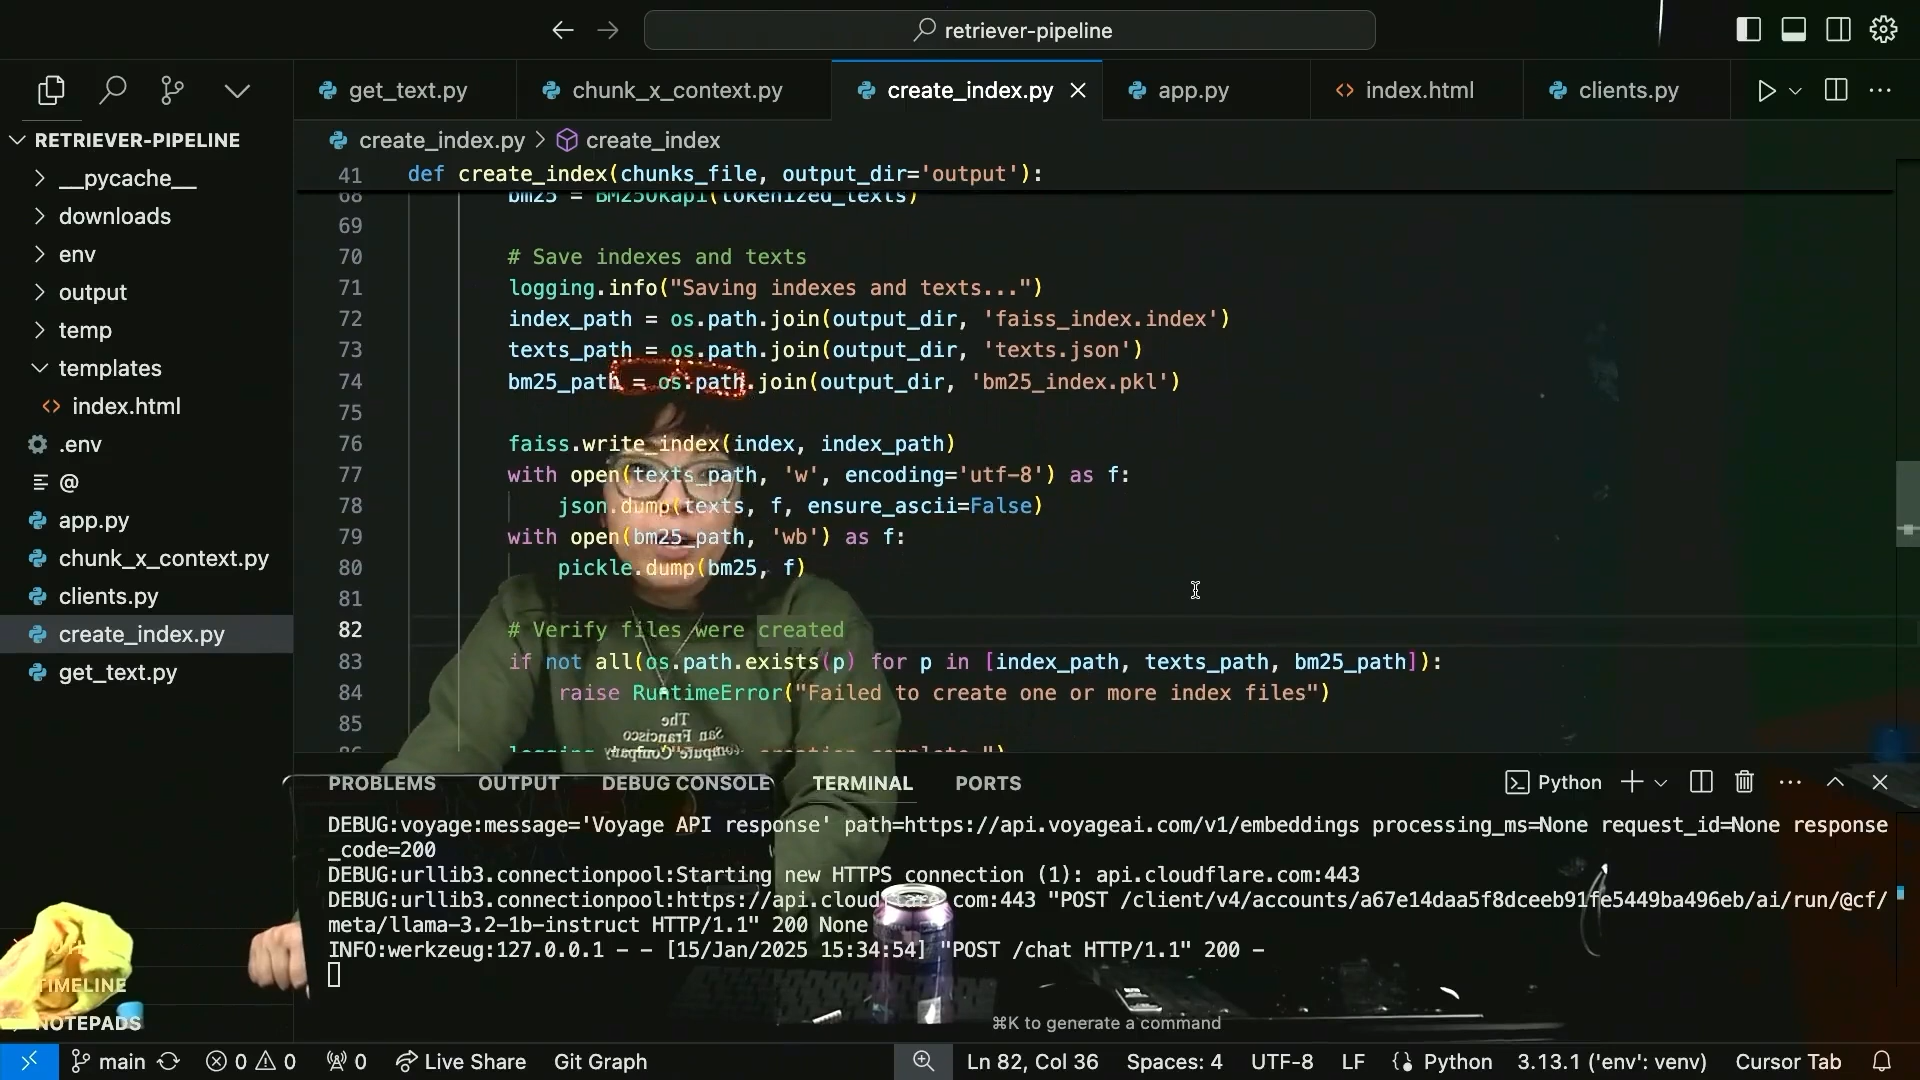 retriever-pipeline
get_text.py
chunk_x_context.py
create_index.py
app.py
index.html
clients.py
RETRIEVER-PIPELINE
__pycache__
downloads
env
output
temp
templates
index.html
.env
@
app.py
chunk_x_context.py
clients.py
create_index.py
get_text.py
TIMELINE
NOTEPADS
create_index.py > create_index
41 def create_index(chunks_file, output_dir='output'):
68 bm25 = BM25Okapi(tokenized_texts)
69
70 # Save indexes and texts
71 logging.info("Saving indexes and texts...")
72 index_path = os.path.join(output_dir, 'faiss_index.index')
73 texts_path = os.path.join(output_dir, 'texts.json')
74 bm25_path = os.path.join(output_dir, 'bm25_index.pkl')
75
76 faiss.write_index(index, index_path)
77 with open(texts_path, 'w', encoding='utf-8') as f:
78 json.dump(texts, f, ensure_ascii=False)
79 with open(bm25_path, 'wb') as f:
80 pickle.dump(bm25, f)
81
82 # Verify files were created
83 if not all(os.path.exists(p) for p in [index_path, texts_path, bm25_path]):
84 raise RuntimeError("Failed to create one or more index files")
85
The
San Francisco
Compute Company
PROBLEMS OUTPUT DEBUG CONSOLE TERMINAL PORTS
Python
DEBUG:voyage:message='Voyage API response' path=https://api.voyageai.com/v1/embeddings processing_ms=None request_id=None response
_code=200
DEBUG:urllib3.connectionpool:Starting new HTTPS connection (1): api.cloudflare.com:443
DEBUG:urllib3.connectionpool:https://api.cloudflare.com:443 "POST /client/v4/accounts/a67e14daa5f8dceeb91fe5449ba496eb/ai/run/@cf/
meta/llama-3.2-1b-instruct HTTP/1.1" 200 None
INFO:werkzeug:127.0.0.1 - - [15/Jan/2025 15:34:54] "POST /chat HTTP/1.1" 200 -
⌘K to generate a command
main 0 0 0 Live Share Git Graph Ln 82, Col 36 Spaces: 4 UTF-8 LF Python 3.13.1 ('env': venv) Cursor Tab